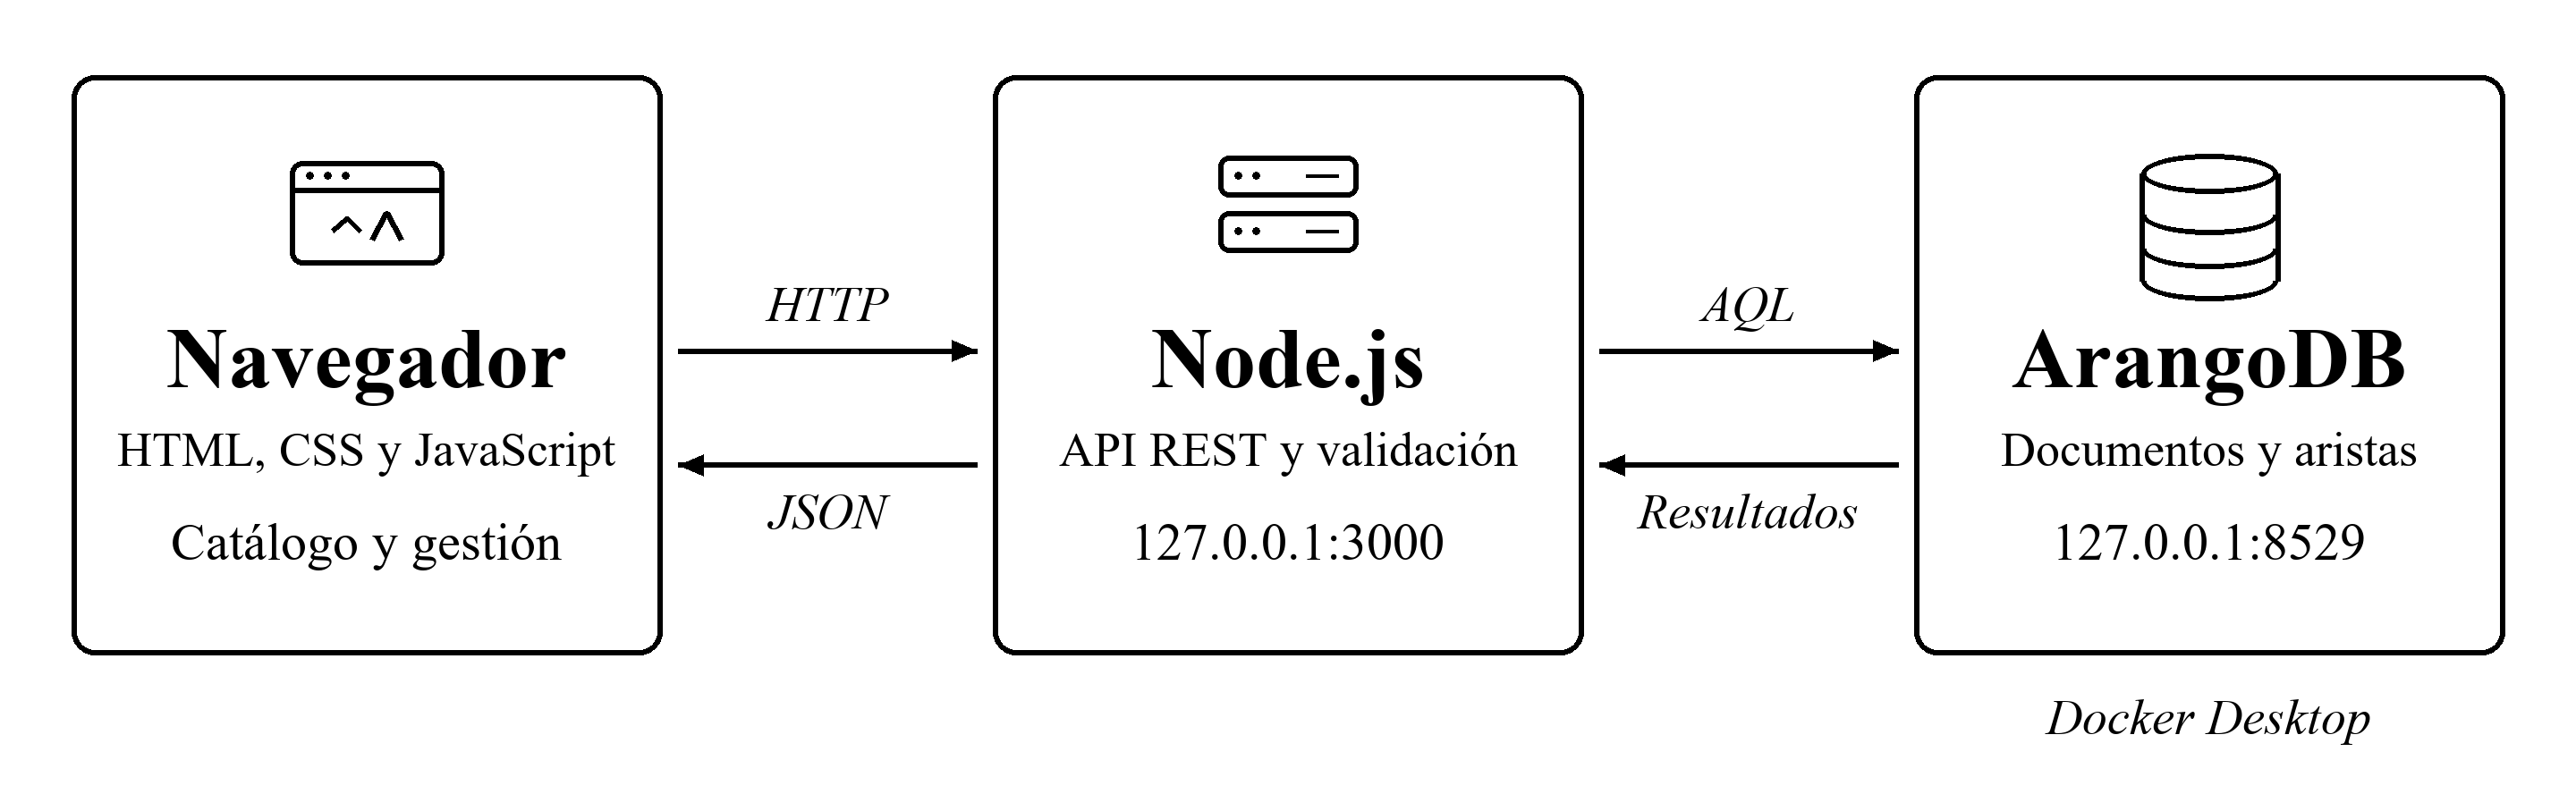 Navegador
HTML, CSS y JavaScript
Catálogo y gestión
HTTP
JSON
Node.js
API REST y validación
127.0.0.1:3000
AQL
Resultados
ArangoDB
Documentos y aristas
127.0.0.1:8529
Docker Desktop